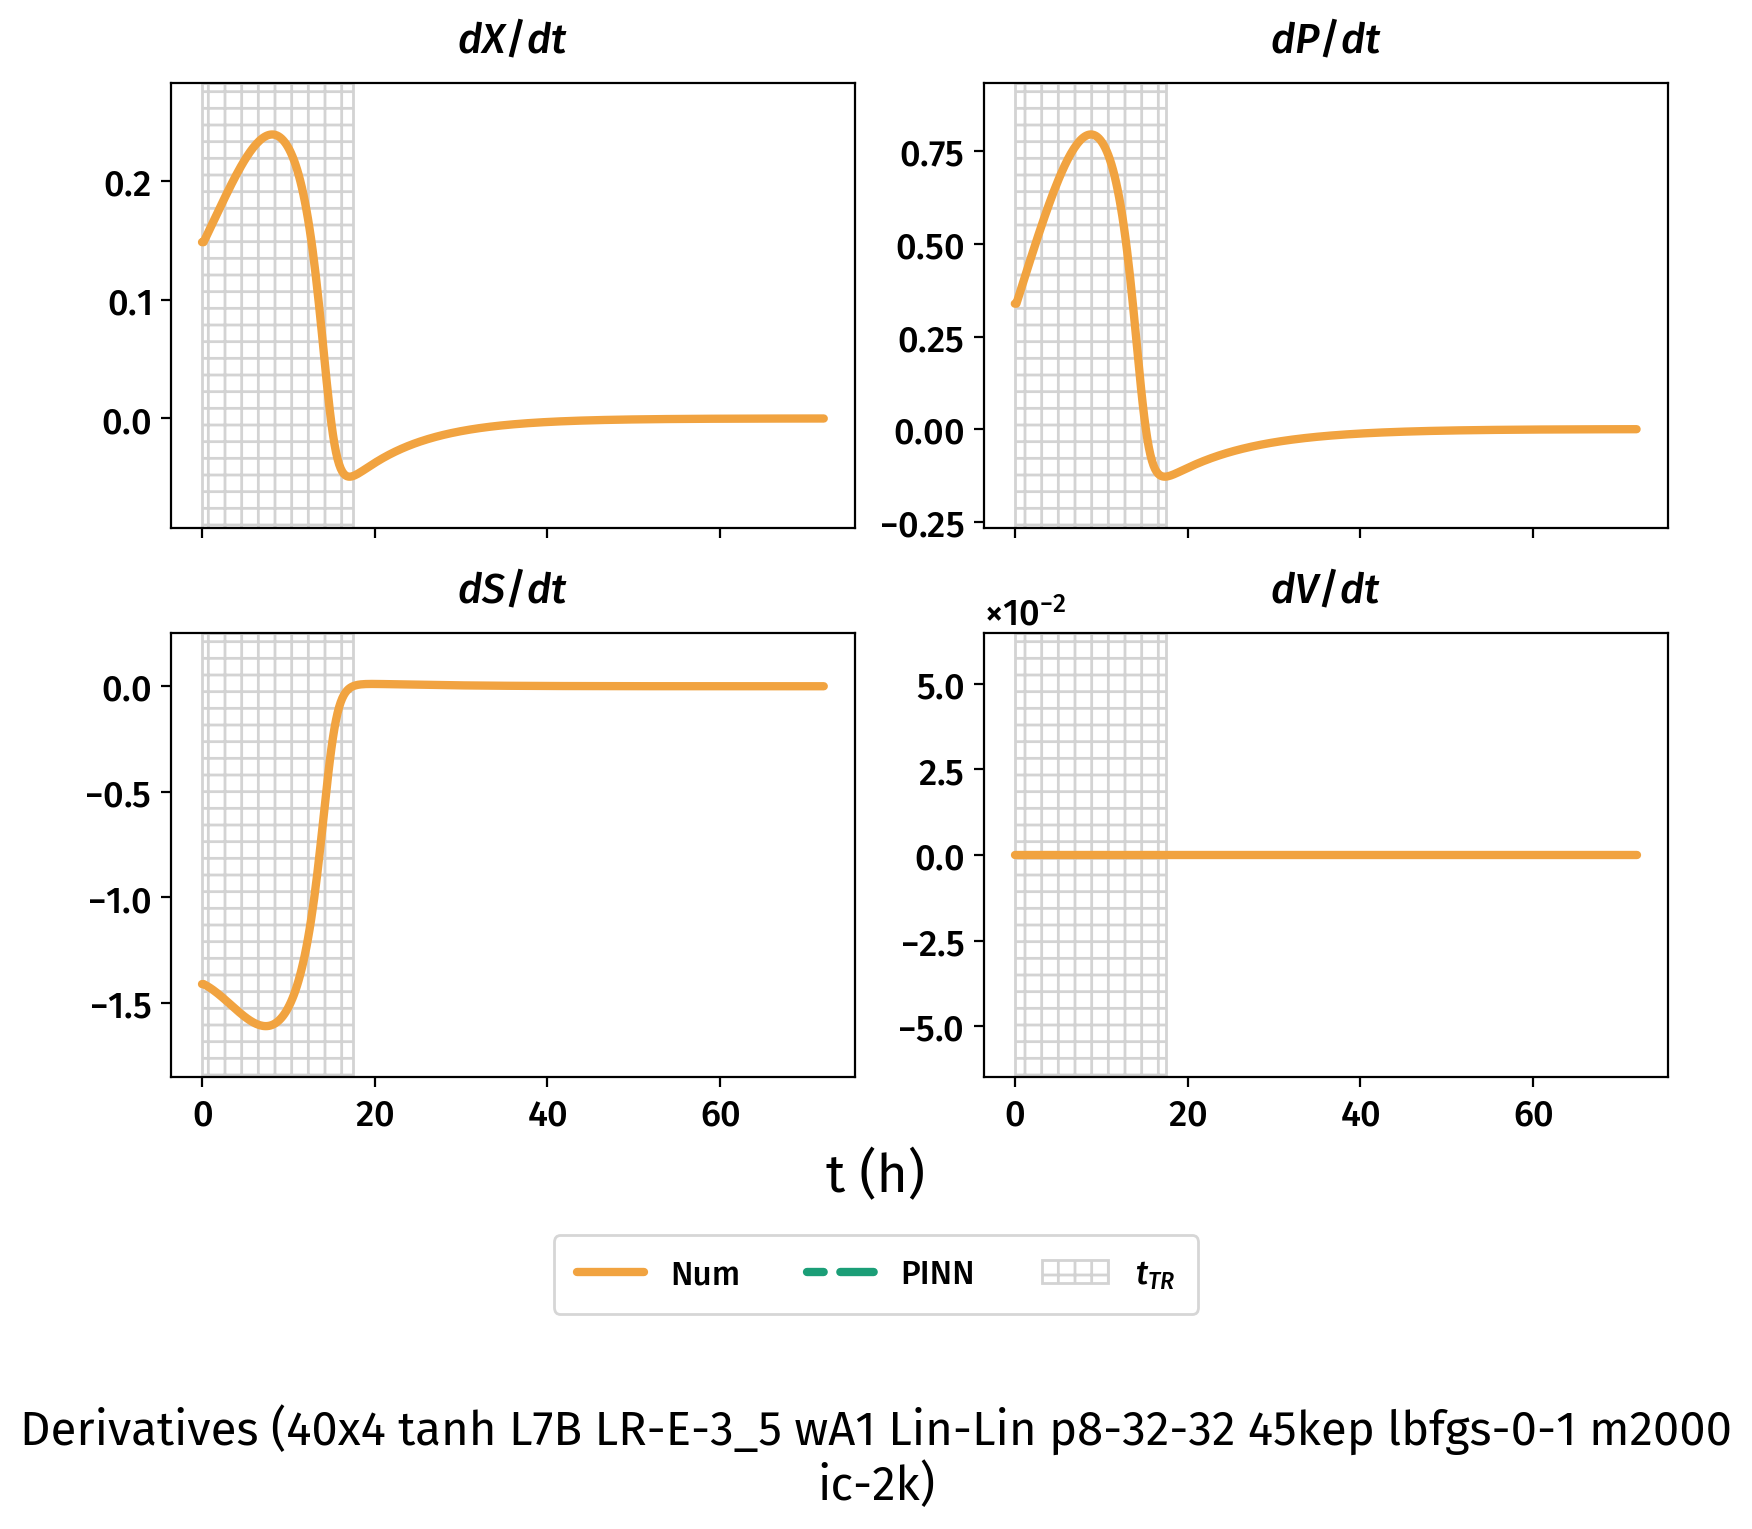 dX/dt
dP/dt
0.2
0.1
0.0
0.75
0.50
0.25
0.00
−0.25
dS/dt
dV/dt
×10⁻²
0.0
−0.5
−1.0
−1.5
5.0
2.5
0.0
−2.5
−5.0
0 20 40 60
0 20 40 60
t (h)
Num PINN t_TR
Derivatives (40x4 tanh L7B LR-E-3_5 wA1 Lin-Lin p8-32-32 45kep lbfgs-0-1 m2000
ic-2k)